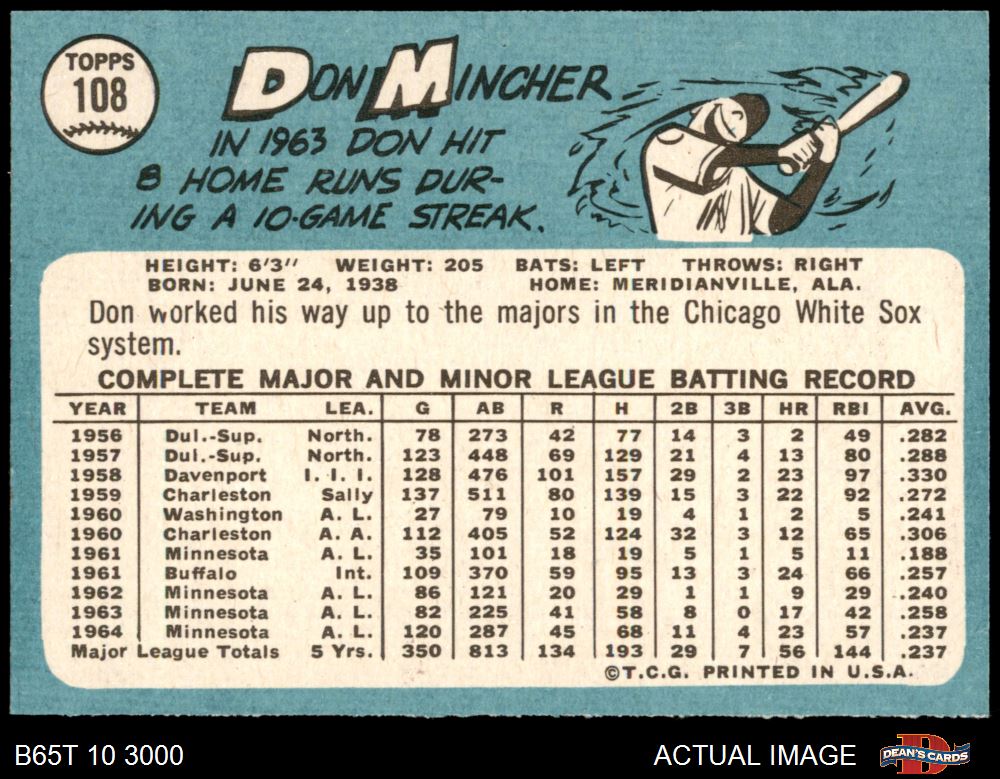 TOPPS
108
DON MINCHER
IN 1963 DON HIT
8 HOME RUNS DUR-
ING A 10-GAME STREAK.
HEIGHT: 6'3" WEIGHT: 205 BATS: LEFT THROWS: RIGHT
BORN: JUNE 24, 1938 HOME: MERIDIANVILLE, ALA.
Don worked his way up to the majors in the Chicago White Sox
system.
COMPLETE MAJOR AND MINOR LEAGUE BATTING RECORD
YEAR TEAM LEA. G AB R H 2B 3B HR RBI AVG.
1956 Dul.-Sup. North. 78 273 42 77 14 3 2 49 .282
1957 Dul.-Sup. North. 123 448 69 129 21 4 13 80 .288
1958 Davenport I. I. I. 128 476 101 157 29 2 23 97 .330
1959 Charleston Sally 137 511 80 139 15 3 22 92 .272
1960 Washington A. L. 27 79 10 19 4 1 2 5 .241
1960 Charleston A. A. 112 405 52 124 32 3 12 65 .306
1961 Minnesota A. L. 35 101 18 19 5 1 5 11 .188
1961 Buffalo Int. 109 370 59 95 13 3 24 66 .257
1962 Minnesota A. L. 86 121 20 29 1 1 9 29 .240
1963 Minnesota A. L. 82 225 41 58 8 0 17 42 .258
1964 Minnesota A. L. 120 287 45 68 11 4 23 57 .237
Major League Totals 5 Yrs. 350 813 134 193 29 7 56 144 .237
©T.C.G. PRINTED IN U.S.A.
B65T 10 3000 ACTUAL IMAGE DEAN'S CARDS